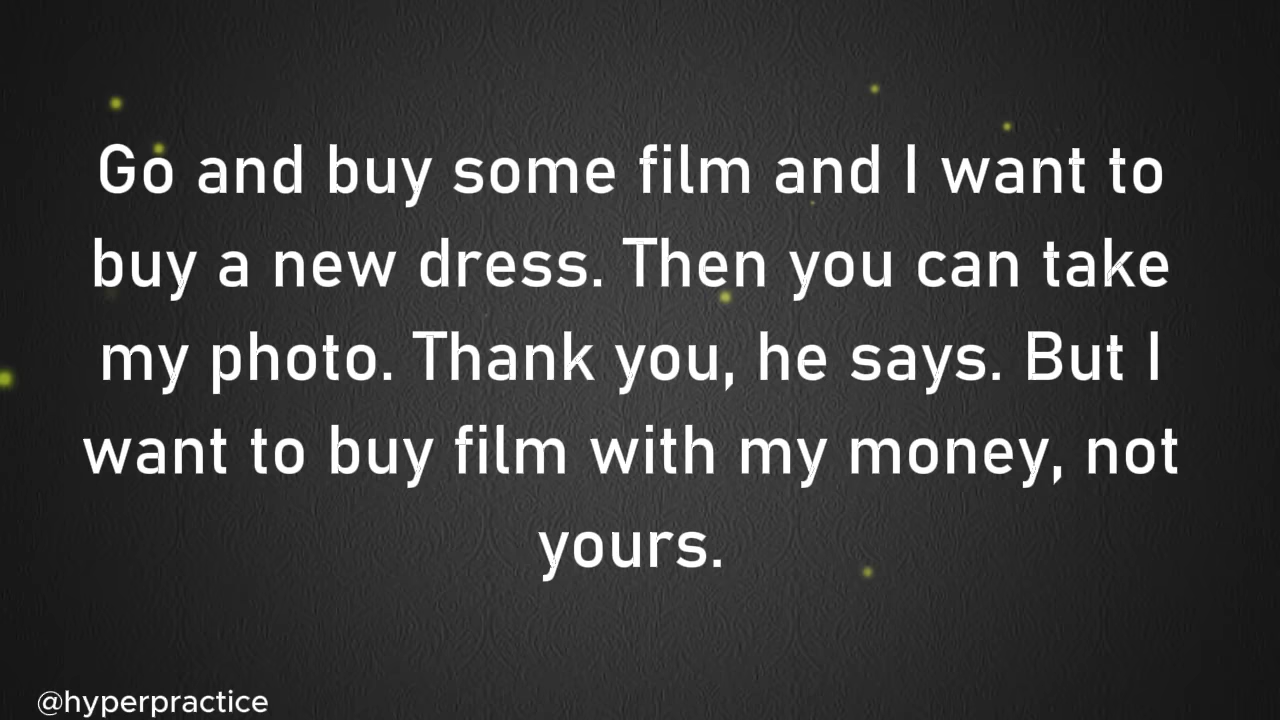 Go and buy some film and I want to
buy a new dress. Then you can take
my photo. Thank you, he says. But I
want to buy film with my money, not
yours.
@hyperpractice